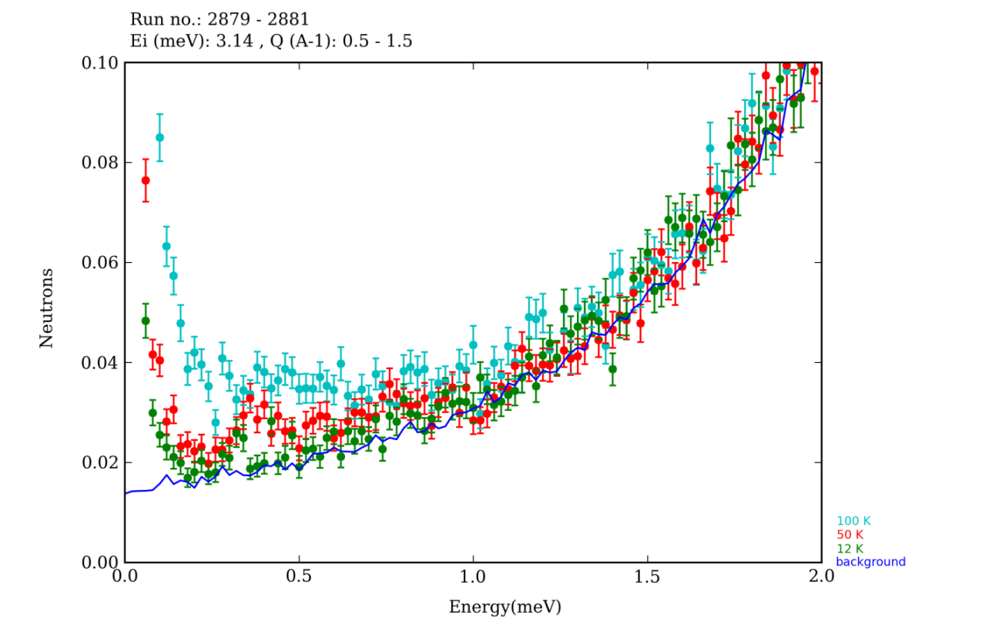 Run no.: 2879 - 2881
Ei (meV): 3.14 , Q (A-1): 0.5 - 1.5
0.10
0.08
0.06
0.04
0.02
0.00
Neutrons
0.0 0.5 1.0 1.5 2.0
Energy(meV)
100 K
50 K
12 K
background